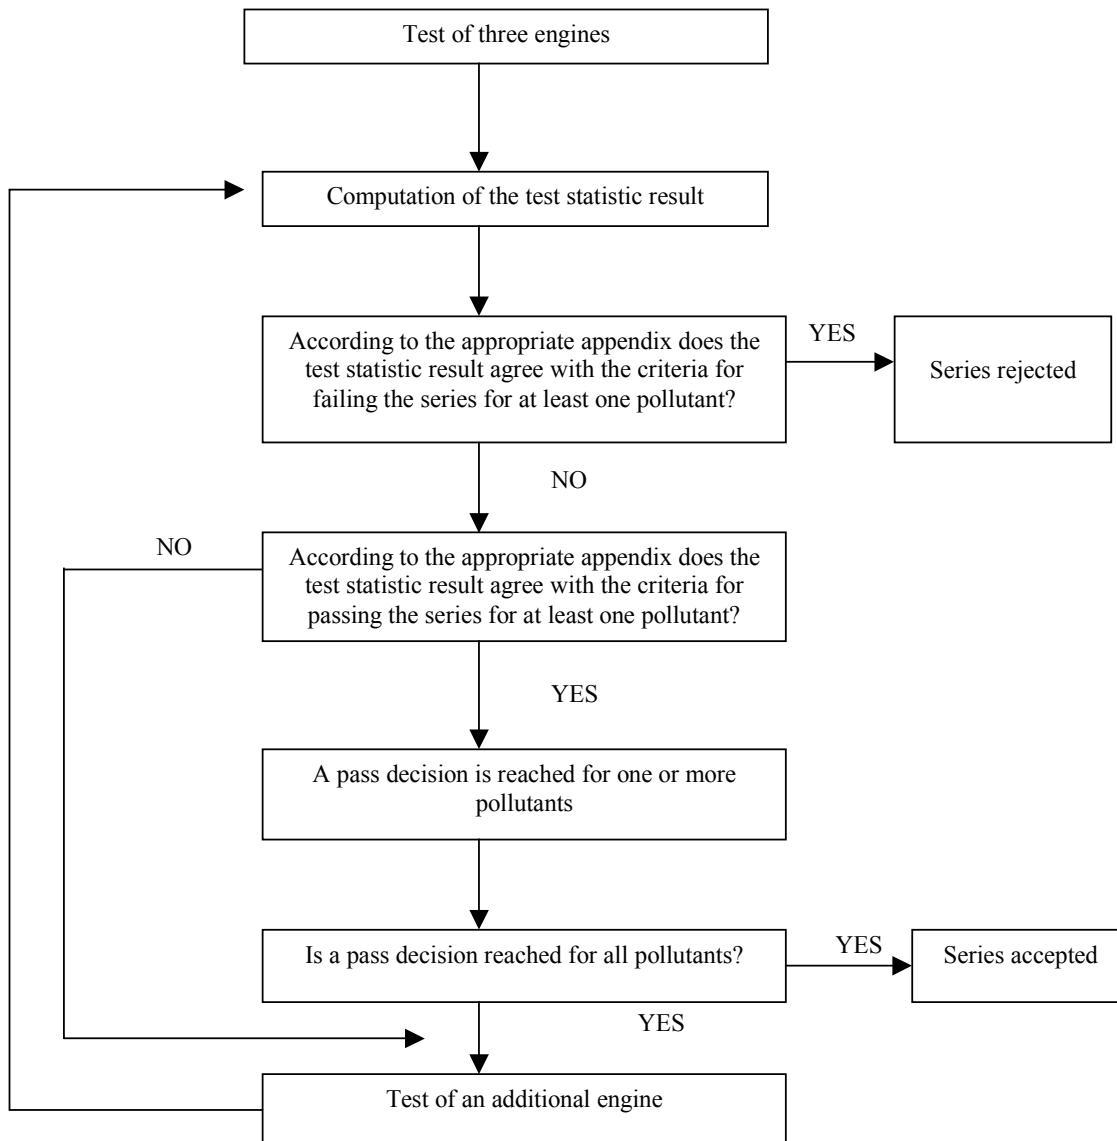 Test of three engines
Computation of the test statistic result
According to the appropriate appendix does the
test statistic result agree with the criteria for
failing the series for at least one pollutant?
YES
Series rejected
NO
NO
According to the appropriate appendix does the
test statistic result agree with the criteria for
passing the series for at least one pollutant?
YES
A pass decision is reached for one or more
pollutants
Is a pass decision reached for all pollutants?
YES
Series accepted
YES
Test of an additional engine